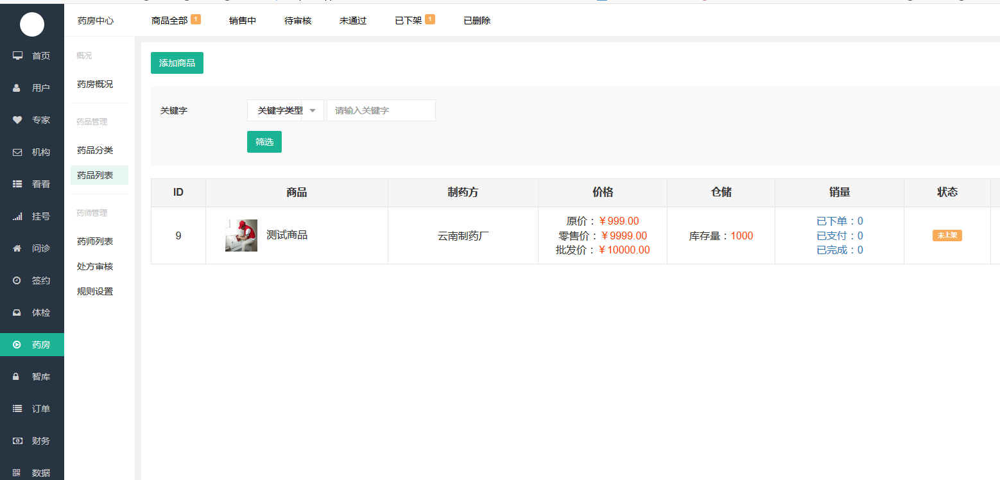 首页
用户
专家
机构
看看
挂号
问诊
签约
体检
药房
智库
订单
财务
数据
药房中心
概况
药房概况
药品管理
药品分类
药品列表
药师管理
药师列表
处方审核
规则设置
商品全部 1 销售中 待审核 未通过 已下架 1 已删除
添加商品
关键字 关键字类型 请输入关键字
筛选
ID 商品 制药方 价格 仓储 销量 状态
9 测试商品 云南制药厂
原价：￥999.00
零售价：￥9999.00
批发价：￥10000.00
库存量：1000
已下单：0
已支付：0
已完成：0
未上架